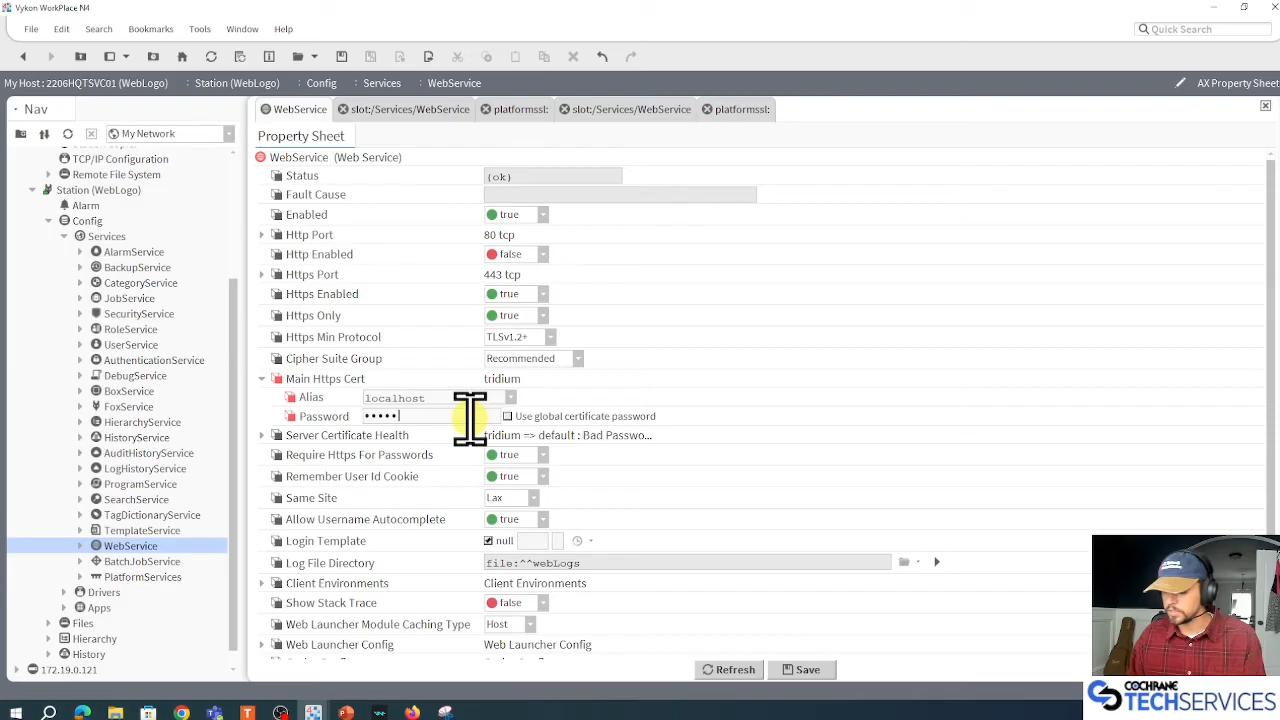 Vykon WorkPlace N4
File Edit Search Bookmarks Tools Window Help
Quick Search
My Host : 2206HQTSVC01 (WebLogo) Station (WebLogo) Config Services WebService AX Property Sheet
Nav
My Network
TCP/IP Configuration
Remote File System
Station (WebLogo)
Alarm
Config
Services
AlarmService
BackupService
CategoryService
JobService
SecurityService
RoleService
UserService
AuthenticationService
DebugService
BoxService
FoxService
HierarchyService
HistoryService
AuditHistoryService
LogHistoryService
ProgramService
SearchService
TagDictionaryService
TemplateService
WebService
BatchJobService
PlatformServices
Drivers
Apps
Files
Hierarchy
History
172.19.0.121
WebService slot:/Services/WebService platformssl: slot:/Services/WebService platformssl:
Property Sheet
WebService (Web Service)
Status {ok}
Fault Cause
Enabled true
Http Port 80 tcp
Http Enabled false
Https Port 443 tcp
Https Enabled true
Https Only true
Https Min Protocol TLSv1.2+
Cipher Suite Group Recommended
Main Https Cert tridium
Alias localhost
Password ••••• Use global certificate password
Server Certificate Health tridium => default : Bad Passwo...
Require Https For Passwords true
Remember User Id Cookie true
Same Site Lax
Allow Username Autocomplete true
Login Template null
Log File Directory file:^^webLogs
Client Environments Client Environments
Show Stack Trace false
Web Launcher Module Caching Type Host
Web Launcher Config Web Launcher Config
Refresh Save
COCHRANE
TECHSERVICES